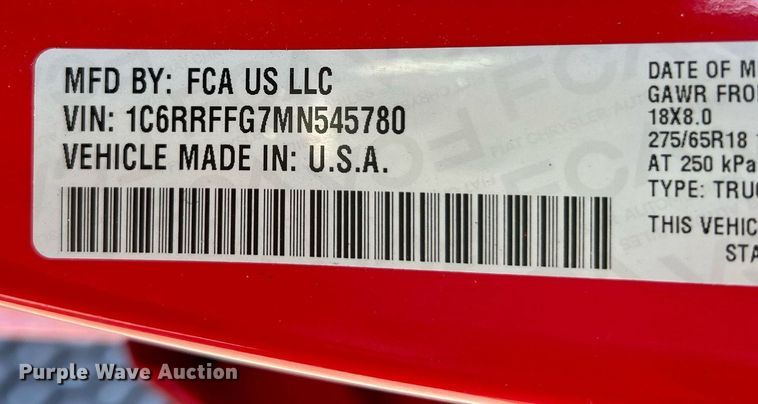 MFD BY: FCA US LLC
VIN: 1C6RRFFG7MN545780
VEHICLE MADE IN: U.S.A.
DATE OF M
GAWR FRO
18X8.0
275/65R18
AT 250 kPa
TYPE: TRU
THIS VEHIC
STA
Purple Wave Auction